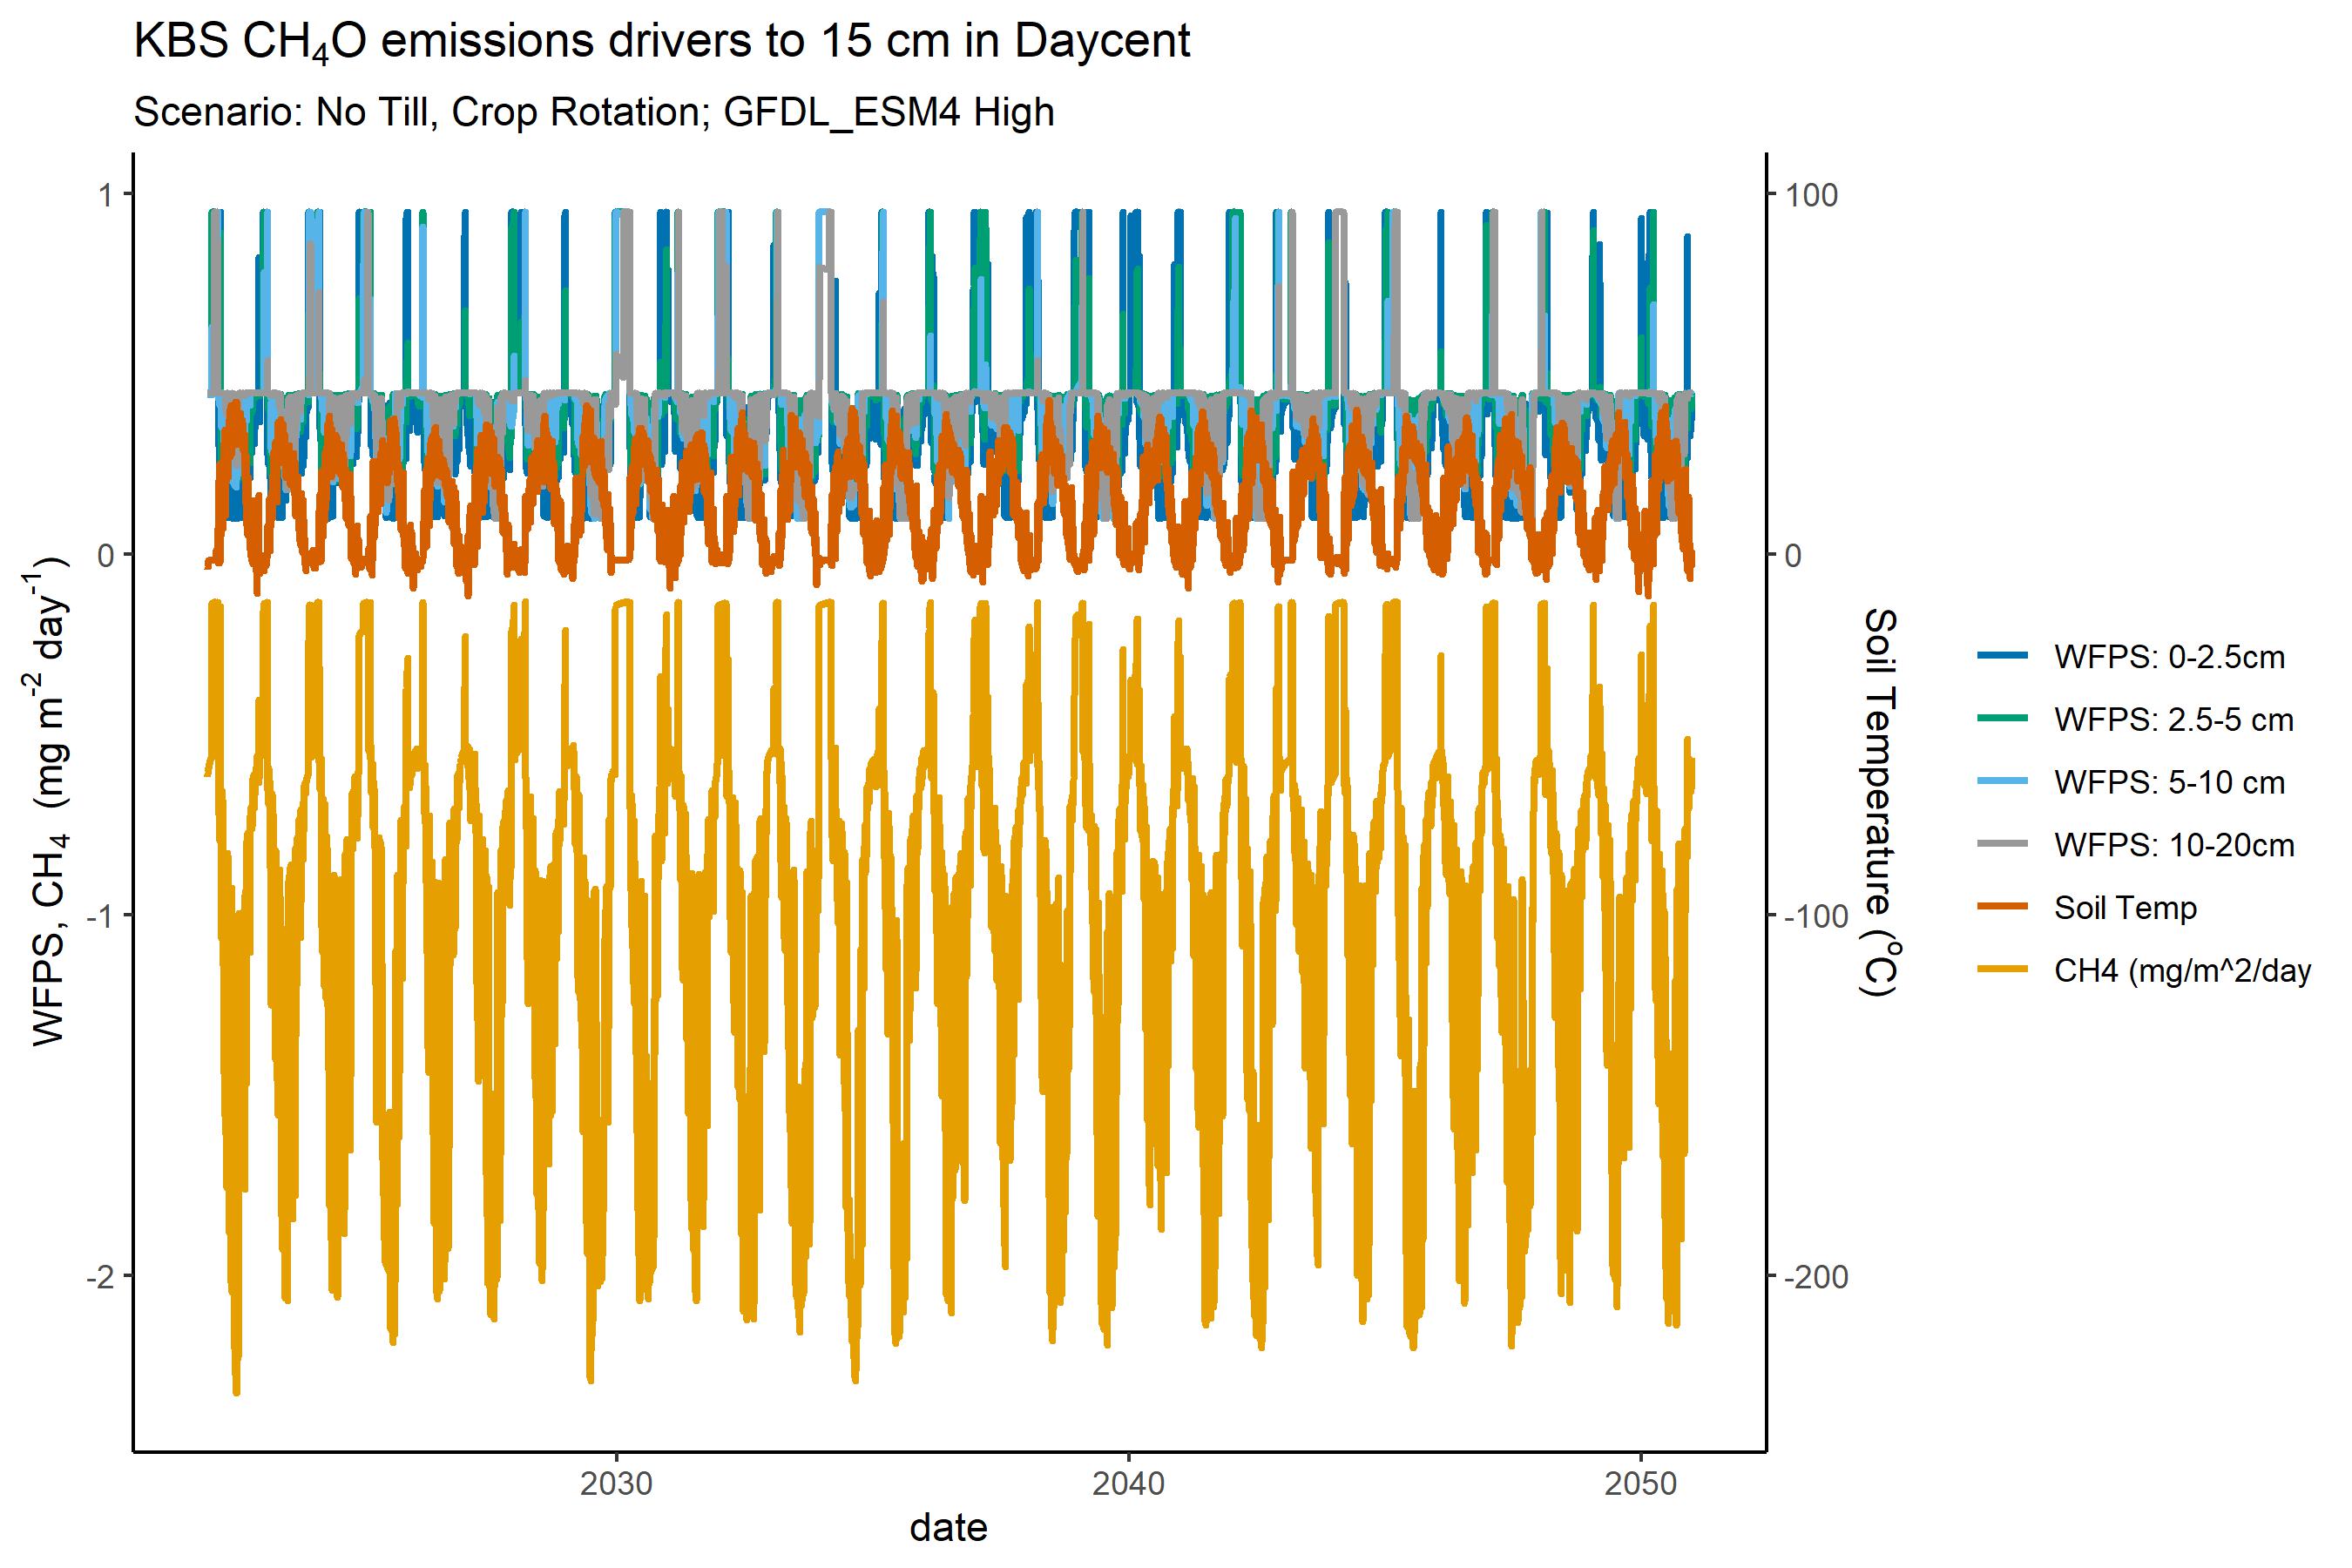 KBS CH₄O emissions drivers to 15 cm in Daycent
Scenario: No Till, Crop Rotation; GFDL_ESM4 High
WFPS, CH₄ (mg m⁻² day⁻¹)
1
0
-1
-2
100
0
-100
-200
Soil Temperature (°C)
2030
2040
2050
date
WFPS: 0-2.5cm
WFPS: 2.5-5 cm
WFPS: 5-10 cm
WFPS: 10-20cm
Soil Temp
CH4 (mg/m^2/day